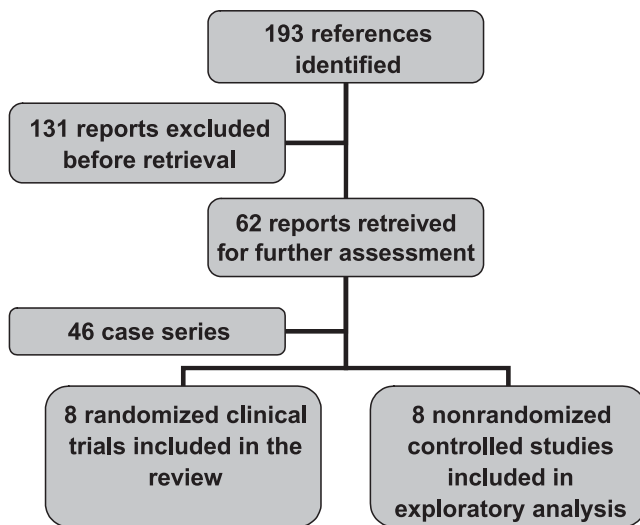 193 references
identified
131 reports excluded
before retrieval
62 reports retreived
for further assessment
46 case series
8 randomized clinical
trials included in the
review
8 nonrandomized
controlled studies
included in
exploratory analysis